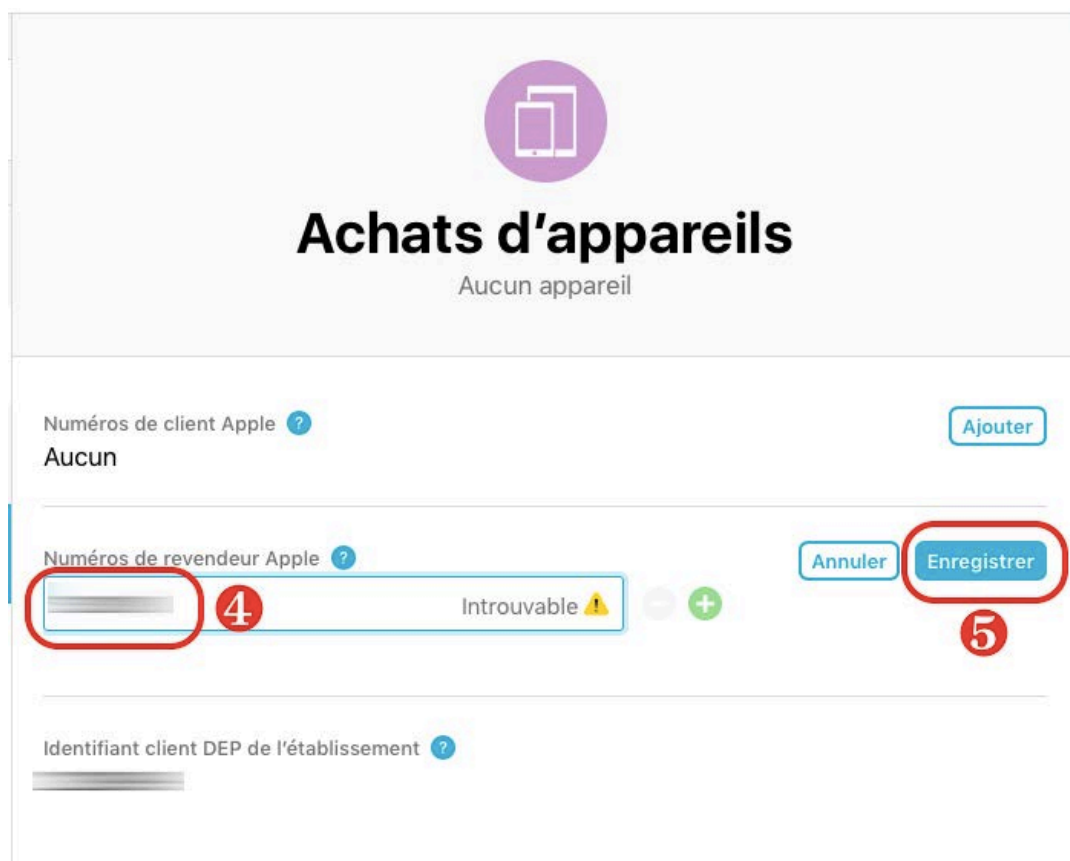 Achats d'appareils
Aucun appareil
Numéros de client Apple ?
Ajouter
Aucun
Numéros de revendeur Apple ?
Annuler
Enregistrer
4
Introuvable
5
Identifiant client DEP de l'établissement ?